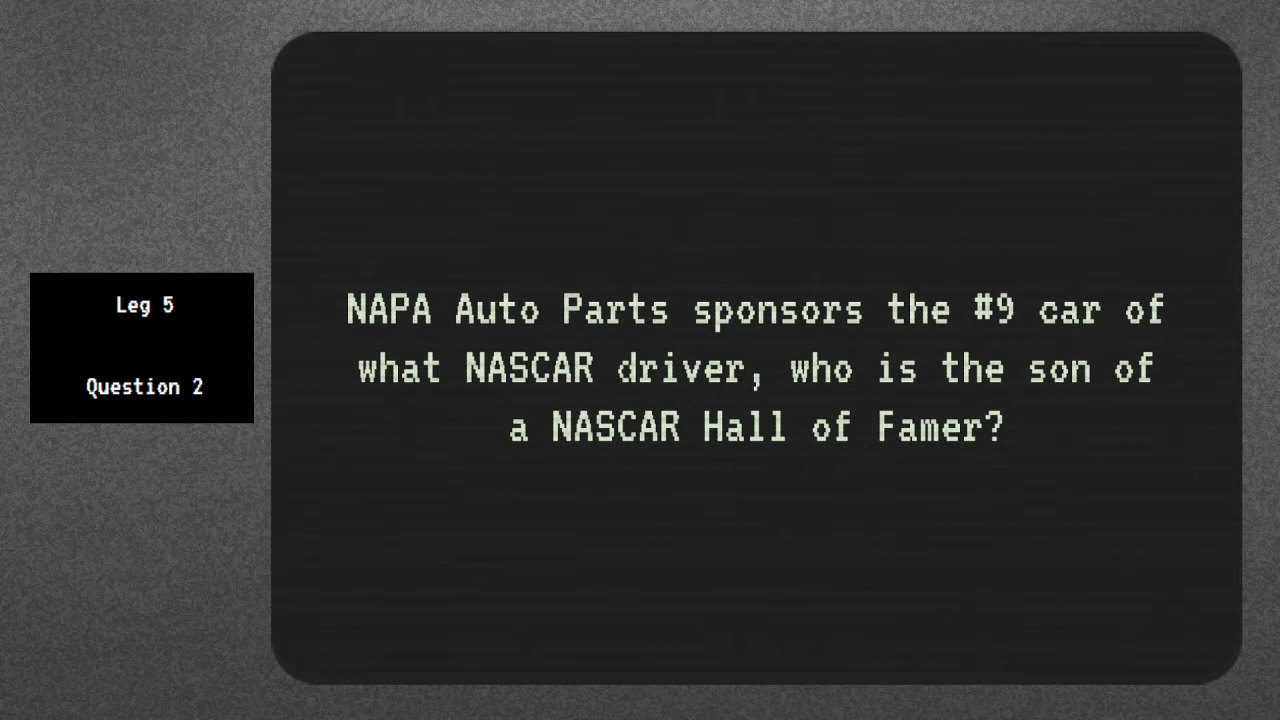 Leg 5
Question 2
NAPA Auto Parts sponsors the #9 car of
what NASCAR driver, who is the son of
a NASCAR Hall of Famer?